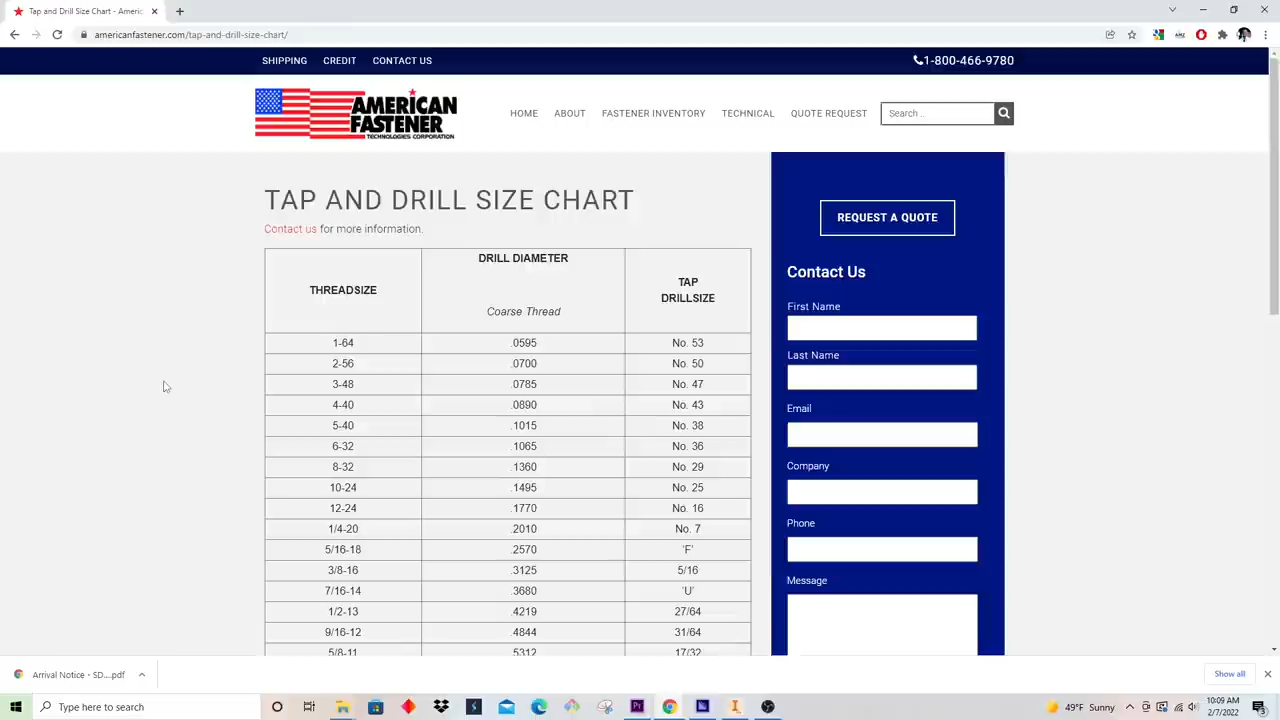 Tap and Drill Size Chart - Americ
americanfastener.com/tap-and-drill-size-chart/
SHIPPING CREDIT CONTACT US 1-800-466-9780
AMERICAN
FASTENER
TECHNOLOGIES CORPORATION
HOME ABOUT FASTENER INVENTORY TECHNICAL QUOTE REQUEST Search …
TAP AND DRILL SIZE CHART
Contact us for more information.
THREADSIZE DRILL DIAMETER TAP DRILLSIZE
Coarse Thread
1-64 .0595 No. 53
2-56 .0700 No. 50
3-48 .0785 No. 47
4-40 .0890 No. 43
5-40 .1015 No. 38
6-32 .1065 No. 36
8-32 .1360 No. 29
10-24 .1495 No. 25
12-24 .1770 No. 16
1/4-20 .2010 No. 7
5/16-18 .2570 'F'
3/8-16 .3125 5/16
7/16-14 .3680 'U'
1/2-13 .4219 27/64
9/16-12 .4844 31/64
5/8-11 .5312 17/32
REQUEST A QUOTE
Contact Us
First Name
Last Name
Email
Company
Phone
Message
Arrival Notice - SD....pdf Show all
Type here to search
49°F Sunny
10:09 AM
2/7/2022